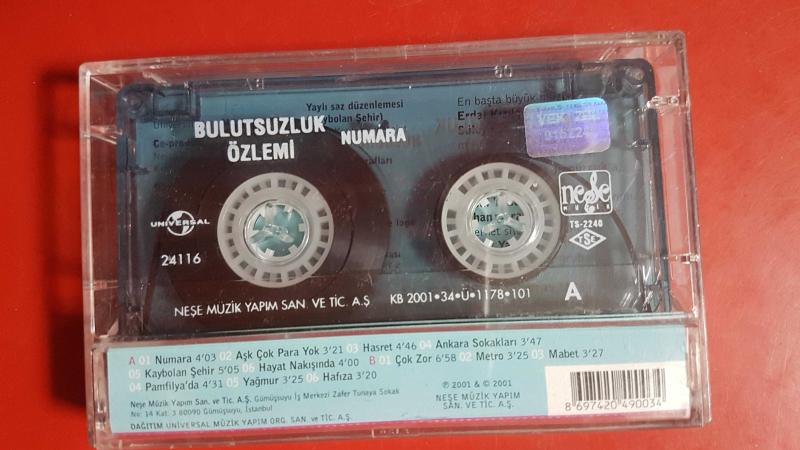 Yaylı saz düzenlemesi
En başta büyük
BULUTSUZLUK
ÖZLEMİ
NUMARA
UNIVERSAL
24116
neşe
MÜZİK
TS-2240
TSE
NEŞE MÜZİK YAPIM SAN. VE TİC. A.Ş
KB 2001•34•Ü•1178•101
A
A 01 Numara 4'03 02 Aşk Çok Para Yok 3'21 03 Hasret 4'46 04 Ankara Sokakları 3'47
05 Kaybolan Şehir 5'05 06 Hayat Nakışında 4'00 B 01 Çok Zor 6'58 02 Metro 3'25 03 Mabet 3'27
04 Pamfilya'da 4'31 05 Yağmur 3'25 06 Hafıza 3'20
Neşe Müzik Yapım San. ve Tic. A.Ş. Gümüşsuyu İş Merkezi Zafer Tunaya Sokak
No: 14 Kat: 3 80090 Gümüşsuyu, İstanbul
DAĞITIM UNIVERSAL MÜZİK YAPIM ORG. SAN. ve TİC. A.Ş.
℗ 2001 & © 2001
NEŞE MÜZİK YAPIM
SAN. VE TİC. A.Ş.
8 697420 490034